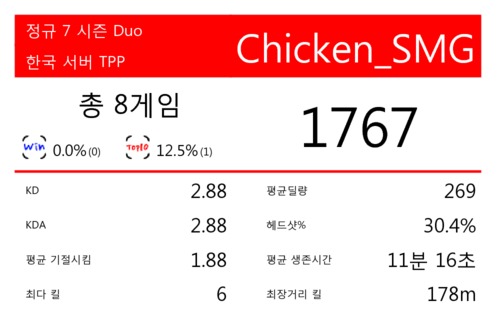 정규 7 시즌 Duo
한국 서버 TPP
Chicken_SMG
총 8게임
1767
Win 0.0%(0) TOP10 12.5%(1)
KD 2.88
평균딜량 269
KDA 2.88
헤드샷% 30.4%
평균 기절시킴 1.88
평균 생존시간 11분 16초
최다 킬 6
최장거리 킬 178m